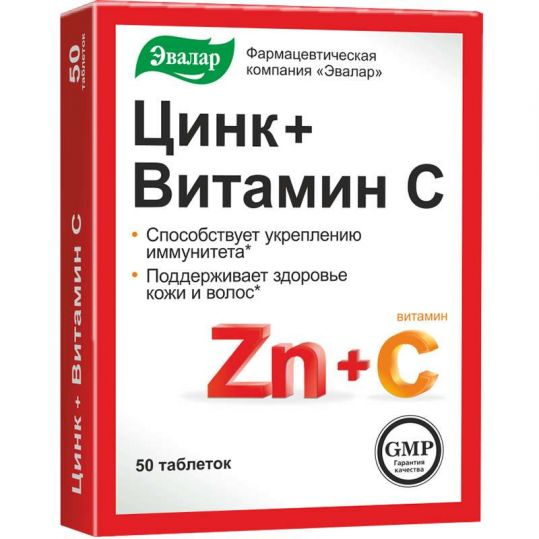 Эвалар
Фармацевтическая
компания «Эвалар»
Цинк+
Витамин С
• Способствует укреплению
иммунитета*
• Поддерживает здоровье
кожи и волос*
витамин
Zn+C
50 таблеток
GMP
Гарантия
качества
50
таблеток
Цинк + Витамин С